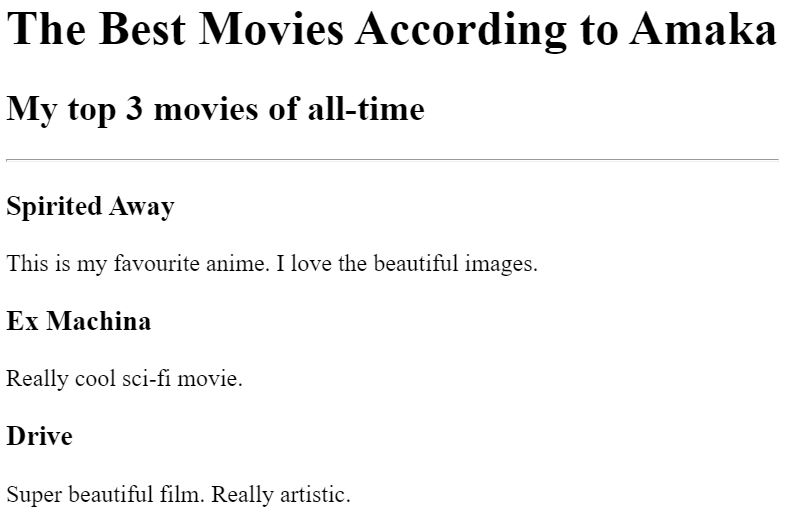 The Best Movies According to Amaka
My top 3 movies of all-time
Spirited Away
This is my favourite anime. I love the beautiful images.
Ex Machina
Really cool sci-fi movie.
Drive
Super beautiful film. Really artistic.